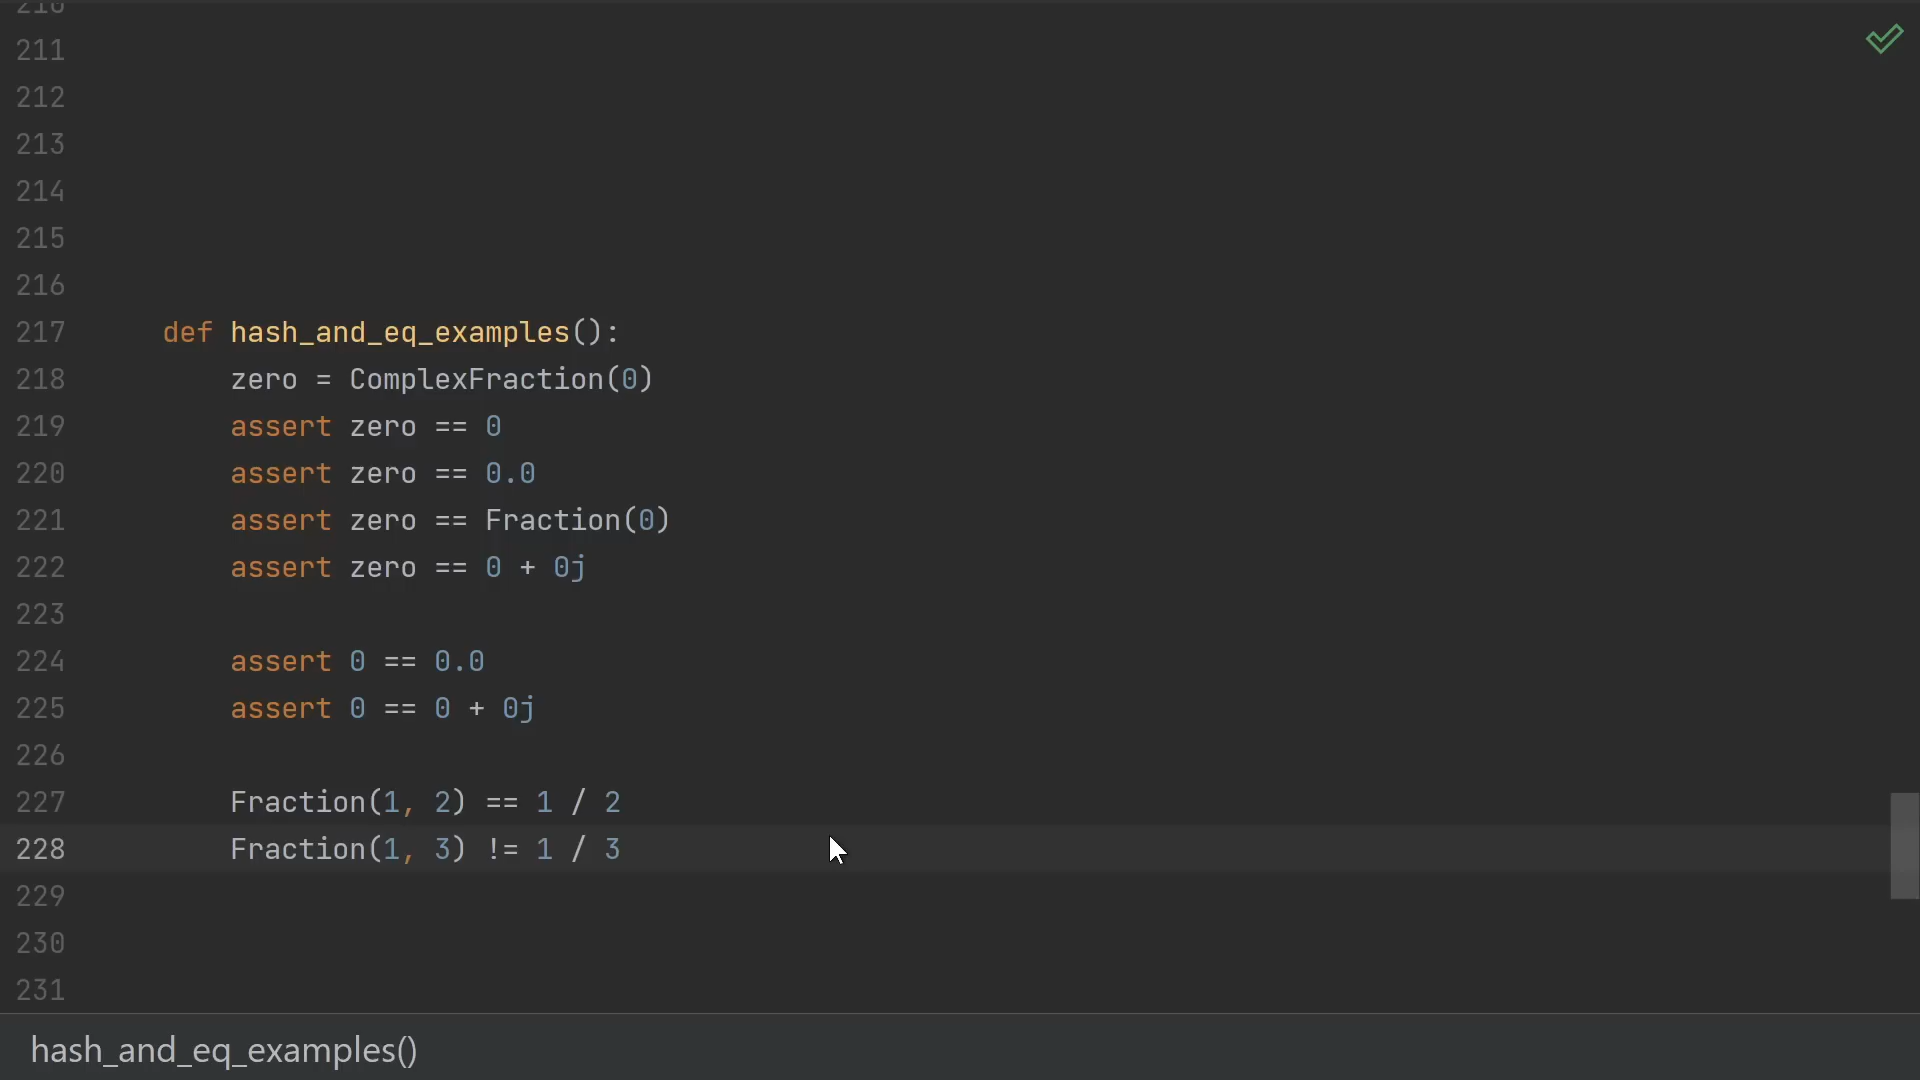 210
211
212
213
214
215
216
217 def hash_and_eq_examples():
218 zero = ComplexFraction(0)
219 assert zero == 0
220 assert zero == 0.0
221 assert zero == Fraction(0)
222 assert zero == 0 + 0j
223
224 assert 0 == 0.0
225 assert 0 == 0 + 0j
226
227 Fraction(1, 2) == 1 / 2
228 Fraction(1, 3) != 1 / 3
229
230
231
hash_and_eq_examples()